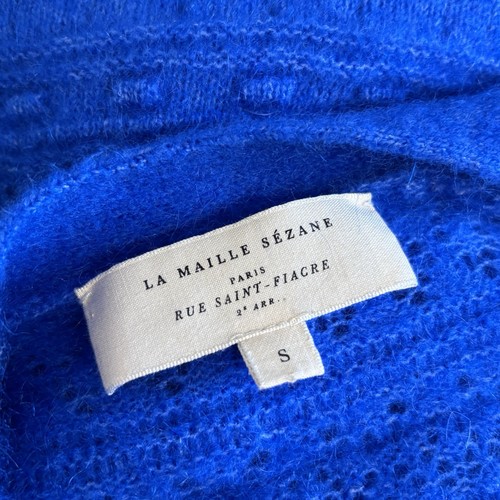 LA MAILLE SÉZANE
PARIS
RUE SAINT-FIACRE
2e ARR.
S